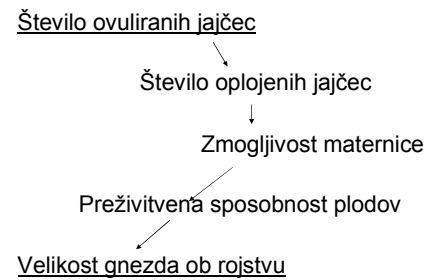 Število ovuliranih jajčec
Število oplojenih jajčec
Zmogljivost maternice
Preživitvena sposobnost plodov
Velikost gnezda ob rojstvu